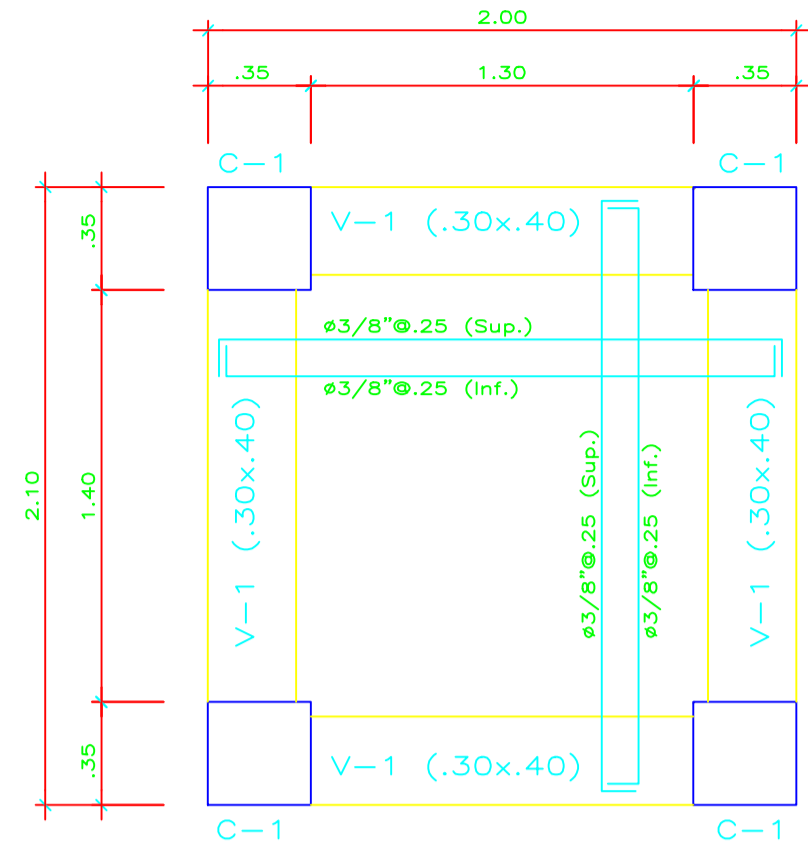 2.00
.35
1.30
.35
C-1
C-1
.35
V-1 (.30x.40)
ø3/8"@.25 (Sup.)
ø3/8"@.25 (Inf.)
2.10
1.40
V-1 (.30x.40)
ø3/8"@.25 (Sup.)
ø3/8"@.25 (Inf.)
V-1 (.30x.40)
.35
V-1 (.30x.40)
C-1
C-1